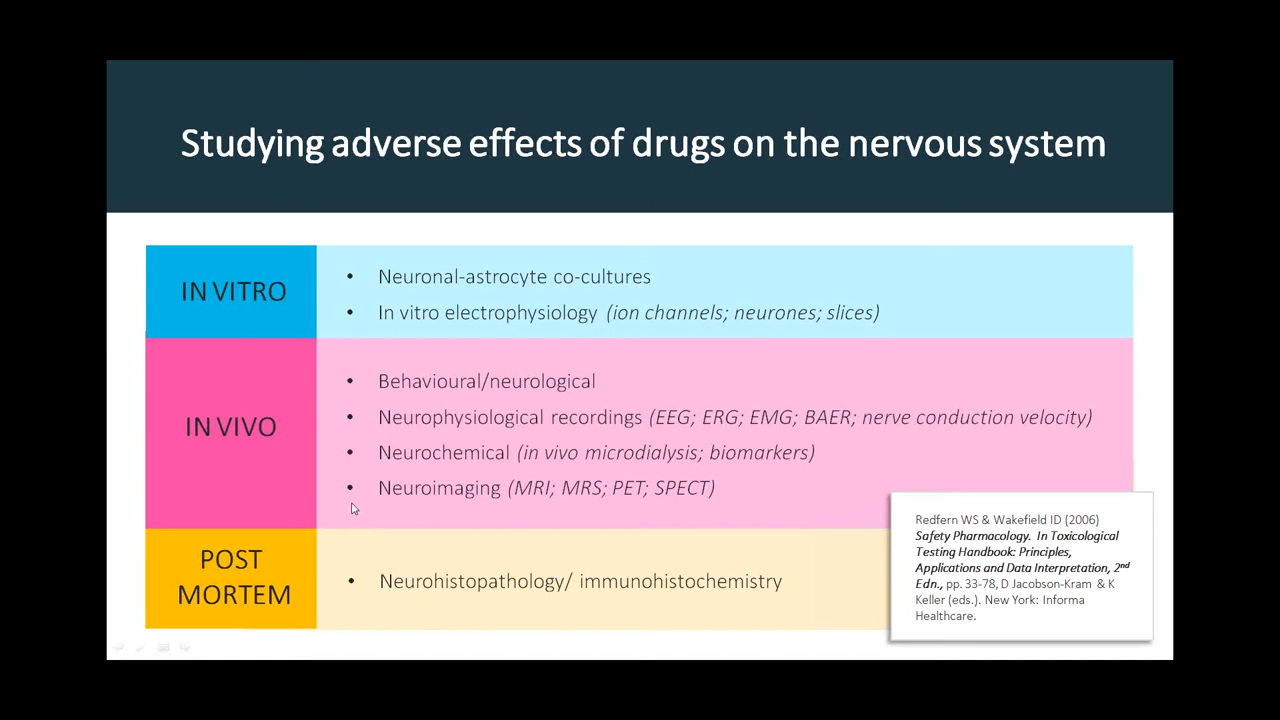 Studying adverse effects of drugs on the nervous system
IN VITRO
• Neuronal-astrocyte co-cultures
• In vitro electrophysiology (ion channels; neurones; slices)
IN VIVO
• Behavioural/neurological
• Neurophysiological recordings (EEG; ERG; EMG; BAER; nerve conduction velocity)
• Neurochemical (in vivo microdialysis; biomarkers)
• Neuroimaging (MRI; MRS; PET; SPECT)
POST
MORTEM
• Neurohistopathology/ immunohistochemistry
Redfern WS & Wakefield ID (2006)
Safety Pharmacology. In Toxicological
Testing Handbook: Principles,
Applications and Data Interpretation, 2nd
Edn., pp. 33-78, D Jacobson-Kram & K
Keller (eds.). New York: Informa
Healthcare.